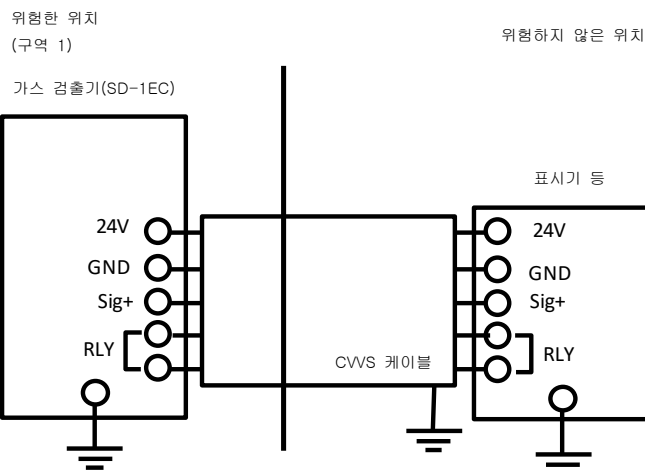 위험한 위치
(구역 1)
위험하지 않은 위치
가스 검출기(SD-1EC)
표시기 등
24V
GND
Sig+
RLY
CVVS 케이블
24V
GND
Sig+
RLY